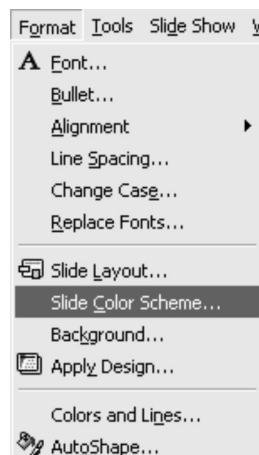 Format Tools Slide Show
Font...
Bullet...
Alignment
Line Spacing...
Change Case...
Replace Fonts...
Slide Layout...
Slide Color Scheme...
Background...
Apply Design...
Colors and Lines...
AutoShape...